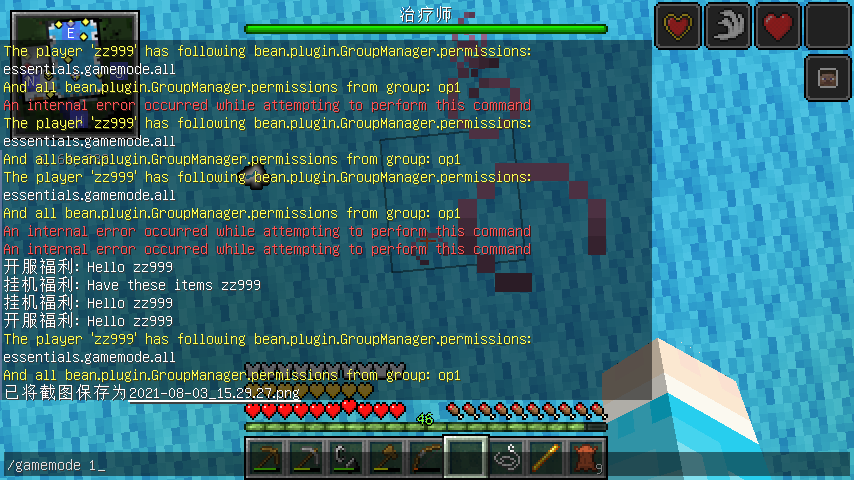 治疗师
E
The player 'zz999' has following bean.plugin.GroupManager.permissions:
essentials.gamemode.all
And all bean.plugin.GroupManager.permissions from group: op1
An internal error occurred while attempting to perform this command
The player 'zz999' has following bean.plugin.GroupManager.permissions:
essentials.gamemode.all
And all bean.plugin.GroupManager.permissions from group: op1
The player 'zz999' has following bean.plugin.GroupManager.permissions:
essentials.gamemode.all
And all bean.plugin.GroupManager.permissions from group: op1
An internal error occurred while attempting to perform this command
An internal error occurred while attempting to perform this command
开服福利: Hello zz999
挂机福利: Have these items zz999
挂机福利: Hello zz999
开服福利: Hello zz999
The player 'zz999' has following bean.plugin.GroupManager.permissions:
essentials.gamemode.all
And all bean.plugin.GroupManager.permissions from group: op1
已将截图保存为2021-08-03_15.29.27.png
46
9
/gamemode 1_